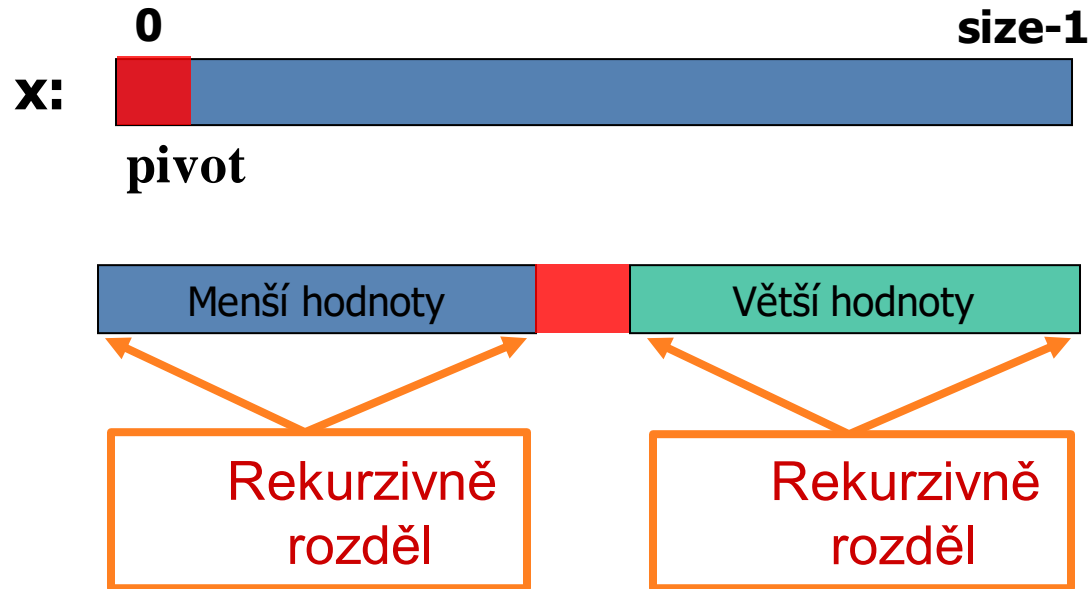 0
size-1
x:
pivot
Menší hodnoty
Větší hodnoty
Rekurzivně
rozděl
Rekurzivně
rozděl